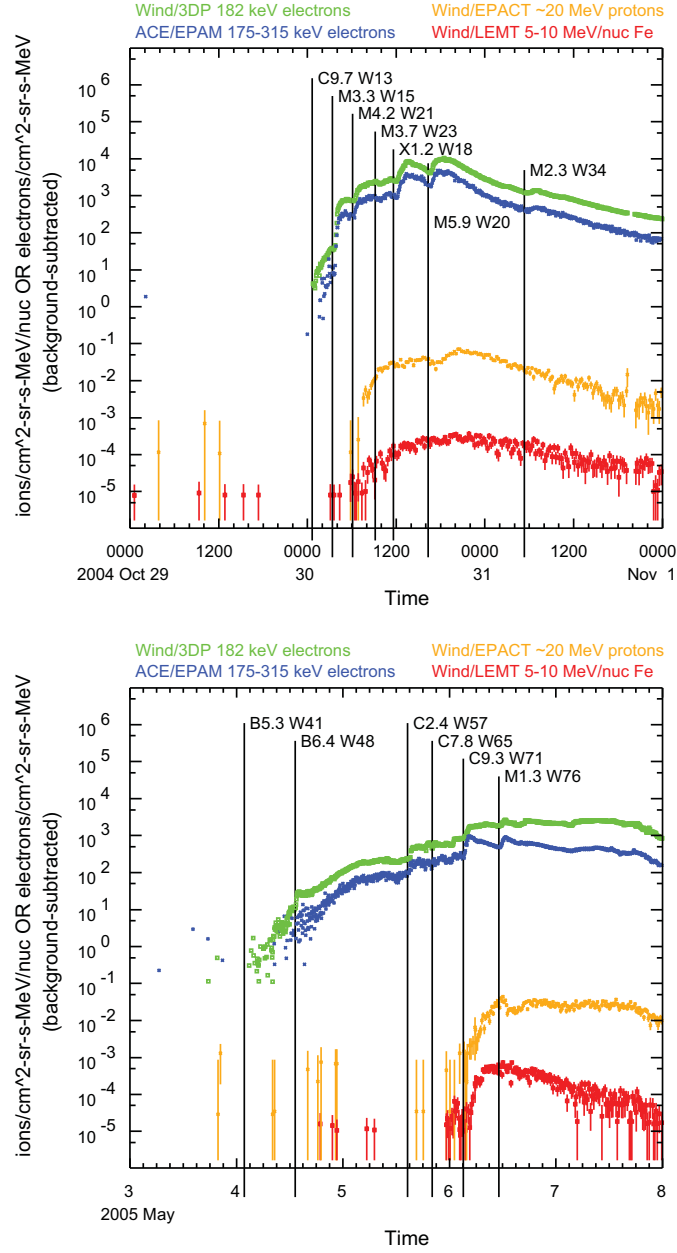 Wind/3DP 182 keV electrons Wind/EPACT ~20 MeV protons
ACE/EPAM 175-315 keV electrons Wind/LEMT 5-10 MeV/nuc Fe
ions/cm^2-sr-s-MeV/nuc OR electrons/cm^2-sr-s-MeV
(background-subtracted)
10^6
10^5
10^4
10^3
10^2
10^1
10^0
10^-1
10^-2
10^-3
10^-4
10^-5
C9.7 W13
M3.3 W15
M4.2 W21
M3.7 W23
X1.2 W18
M2.3 W34
M5.9 W20
0000 1200 0000 1200 0000 1200 0000
2004 Oct 29 30 31 Nov 1
Time
Wind/3DP 182 keV electrons Wind/EPACT ~20 MeV protons
ACE/EPAM 175-315 keV electrons Wind/LEMT 5-10 MeV/nuc Fe
ions/cm^2-sr-s-MeV/nuc OR electrons/cm^2-sr-s-MeV
(background-subtracted)
10^6
10^5
10^4
10^3
10^2
10^1
10^0
10^-1
10^-2
10^-3
10^-4
10^-5
B5.3 W41 C2.4 W57
B6.4 W48 C7.8 W65
C9.3 W71
M1.3 W76
3 4 5 6 7 8
2005 May
Time